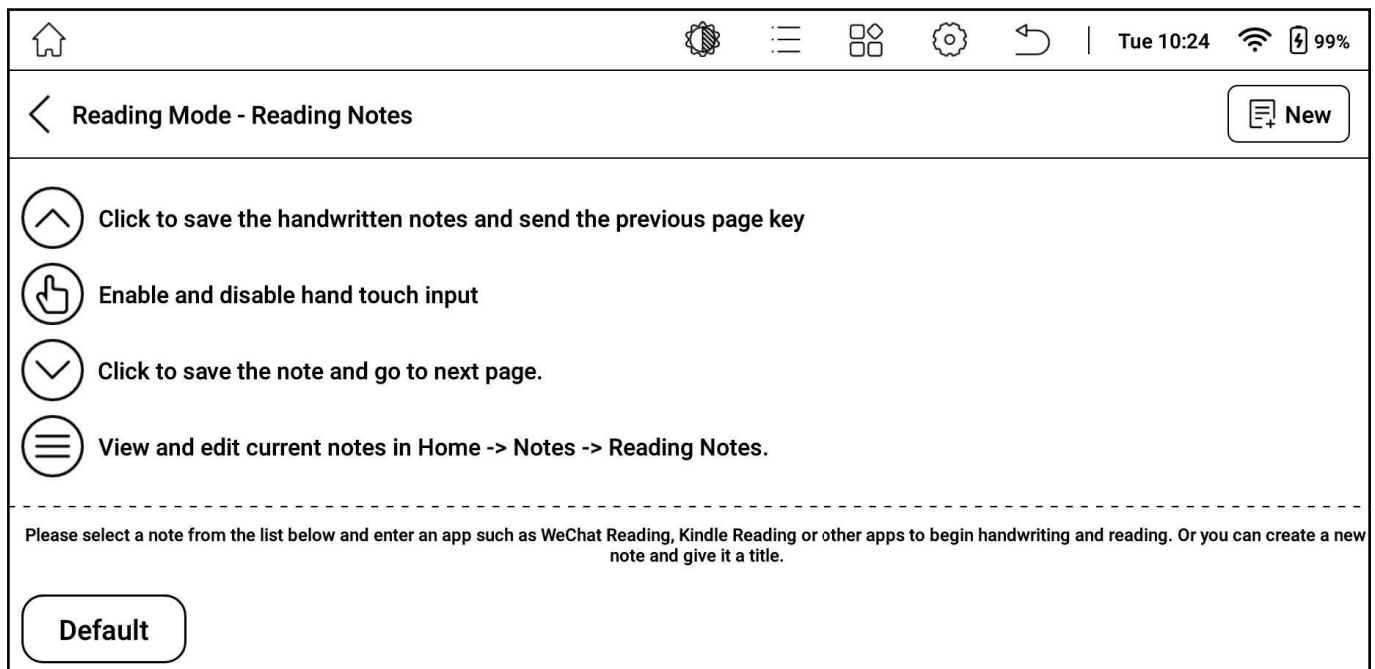 Tue 10:24 99%
Reading Mode - Reading Notes
New
Click to save the handwritten notes and send the previous page key
Enable and disable hand touch input
Click to save the note and go to next page.
View and edit current notes in Home -> Notes -> Reading Notes.
Please select a note from the list below and enter an app such as WeChat Reading, Kindle Reading or other apps to begin handwriting and reading. Or you can create a new
note and give it a title.
Default